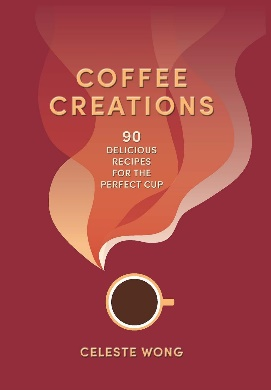 COFFEE
CREATIONS
90
DELICIOUS
RECIPES
FOR THE
PERFECT CUP
CELESTE WONG